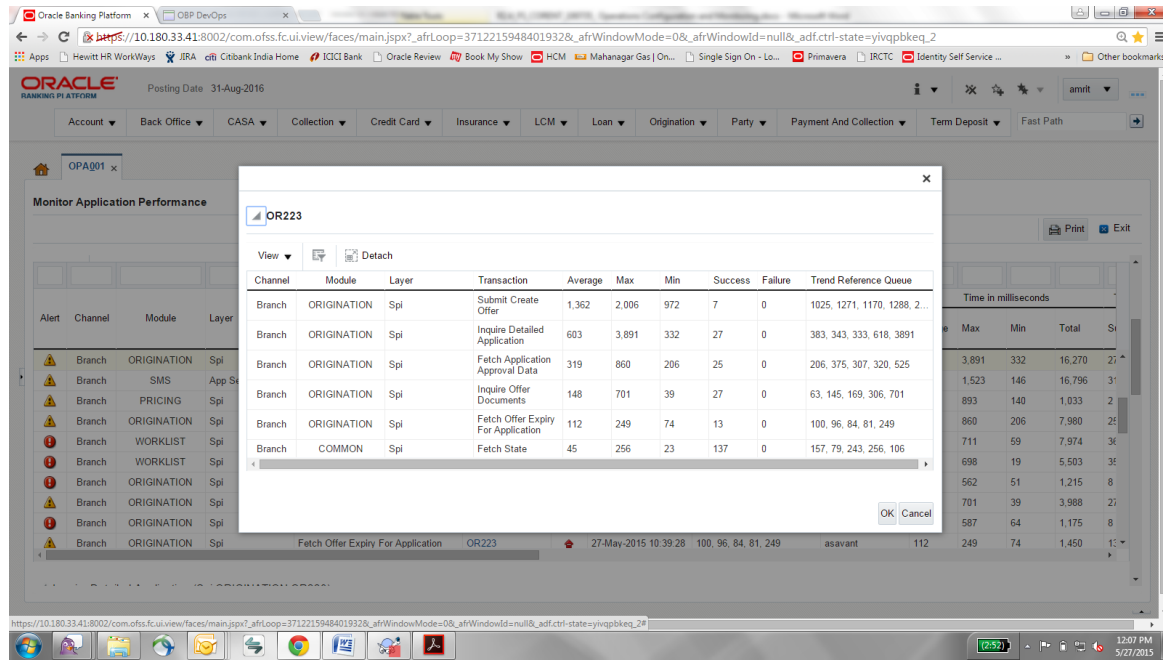 Oracle Banking Platform
OBP DevOps
https://10.180.33.41:8002/com.ofss.fc.ui.view/faces/main.jspx?_afrLoop=3712215948401932&_afrWindowMode=0&_afrWindowId=null&_adf.ctrl-state=yivqpbkeq_2
Apps Hewitt HR WorkWays JIRA Citibank India Home ICICI Bank Oracle Review Book My Show HCM Mahanagar Gas | On... Single Sign On - Lo... Primavera IRCTC Identity Self Service ... » Other bookmarks
ORACLE
BANKING PLATFORM
Posting Date 31-Aug-2016
amrit
Account Back Office CASA Collection Credit Card Insurance LCM Loan Origination Party Payment And Collection Term Deposit Fast Path
OPA001
Monitor Application Performance
Print Exit
OR223
View Detach
Channel Module Layer Transaction Average Max Min Success Failure Trend Reference Queue
Branch ORIGINATION Spi Submit Create Offer 1,362 2,006 972 7 0 1025, 1271, 1170, 1288, 2...
Branch ORIGINATION Spi Inquire Detailed Application 603 3,891 332 27 0 383, 343, 333, 618, 3891
Branch ORIGINATION Spi Fetch Application Approval Data 319 860 206 25 0 206, 375, 307, 320, 525
Branch ORIGINATION Spi Inquire Offer Documents 148 701 39 27 0 63, 145, 169, 306, 701
Branch ORIGINATION Spi Fetch Offer Expiry For Application 112 249 74 13 0 100, 96, 84, 81, 249
Branch COMMON Spi Fetch State 45 256 23 137 0 157, 79, 243, 256, 106
OK Cancel
Time in milliseconds
Alert Channel Module Layer Max Min Total
Branch ORIGINATION Spi 3,891 332 16,270 27
Branch SMS App Se 1,523 146 16,796
Branch PRICING Spi 893 140 1,033 2
Branch ORIGINATION Spi 860 206 7,980 25
Branch WORKLIST Spi 711 59 7,974 36
Branch WORKLIST Spi 698 19 5,503
Branch ORIGINATION Spi 562 51 1,215 8
Branch ORIGINATION Spi 701 39 3,988 27
Branch ORIGINATION Spi 587 64 1,175 8
Branch ORIGINATION Spi Fetch Offer Expiry For Application OR223 27-May-2015 10:39:28 100, 96, 84, 81, 249 asavant 112 249 74 1,450 13
https://10.180.33.41:8002/com.ofss.fc.ui.view/faces/main.jspx?_afrLoop=3712215948401932&_afrWindowMode=0&_afrWindowId=null&_adf.ctrl-state=yivqpbkeq_2#
(2:52)
12:07 PM
5/27/2015